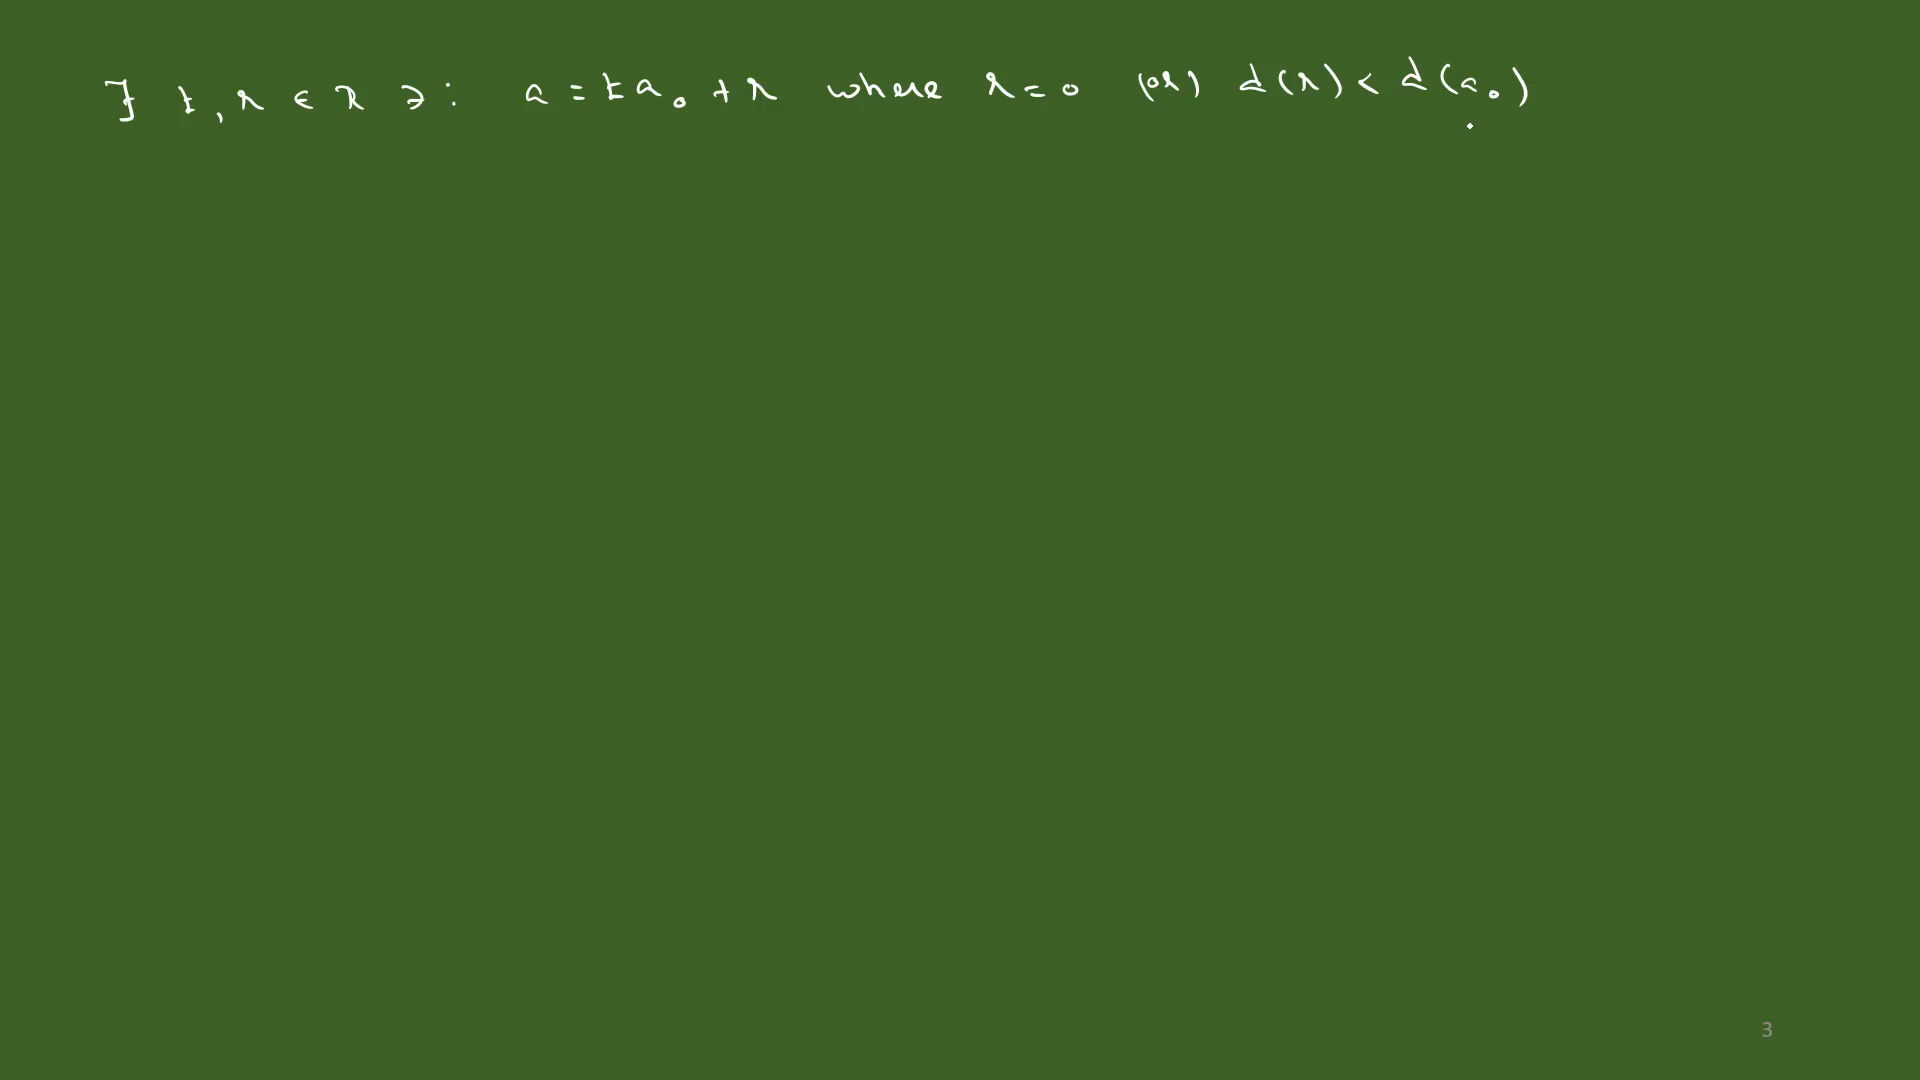 ∃ t, r ∈ R ∋: a = ta₀ + r where r = 0 (or) d(r) < d(a₀)
3